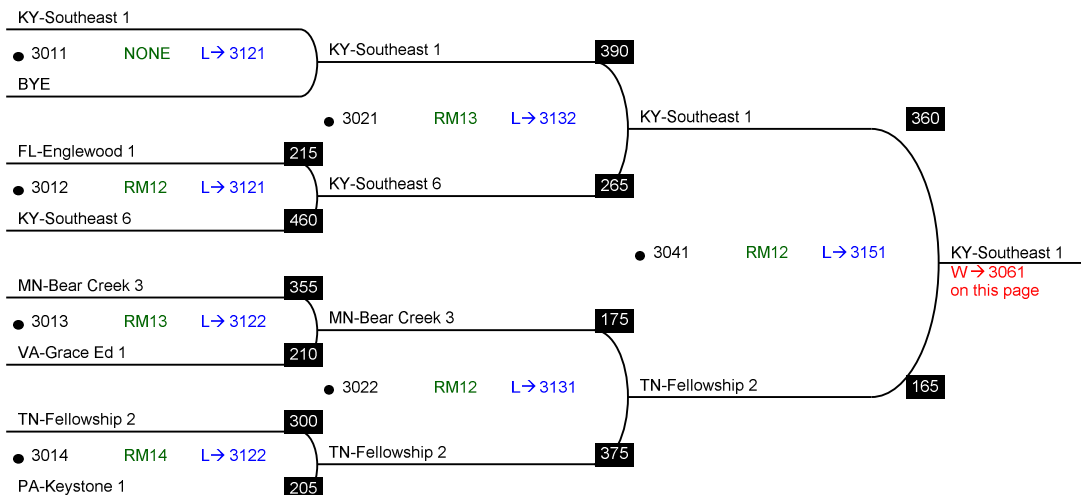 KY-Southeast 1
3011 NONE L→ 3121
BYE
KY-Southeast 1 390
3021 RM13 L→ 3132
FL-Englewood 1 215
3012 RM12 L→ 3121
KY-Southeast 6 460
KY-Southeast 6 265
KY-Southeast 1 360
3041 RM12 L→ 3151
MN-Bear Creek 3 355
3013 RM13 L→ 3122
VA-Grace Ed 1 210
MN-Bear Creek 3 175
3022 RM12 L→ 3131
TN-Fellowship 2 300
3014 RM14 L→ 3122
PA-Keystone 1 205
TN-Fellowship 2 375
TN-Fellowship 2 165
KY-Southeast 1
W→ 3061
on this page